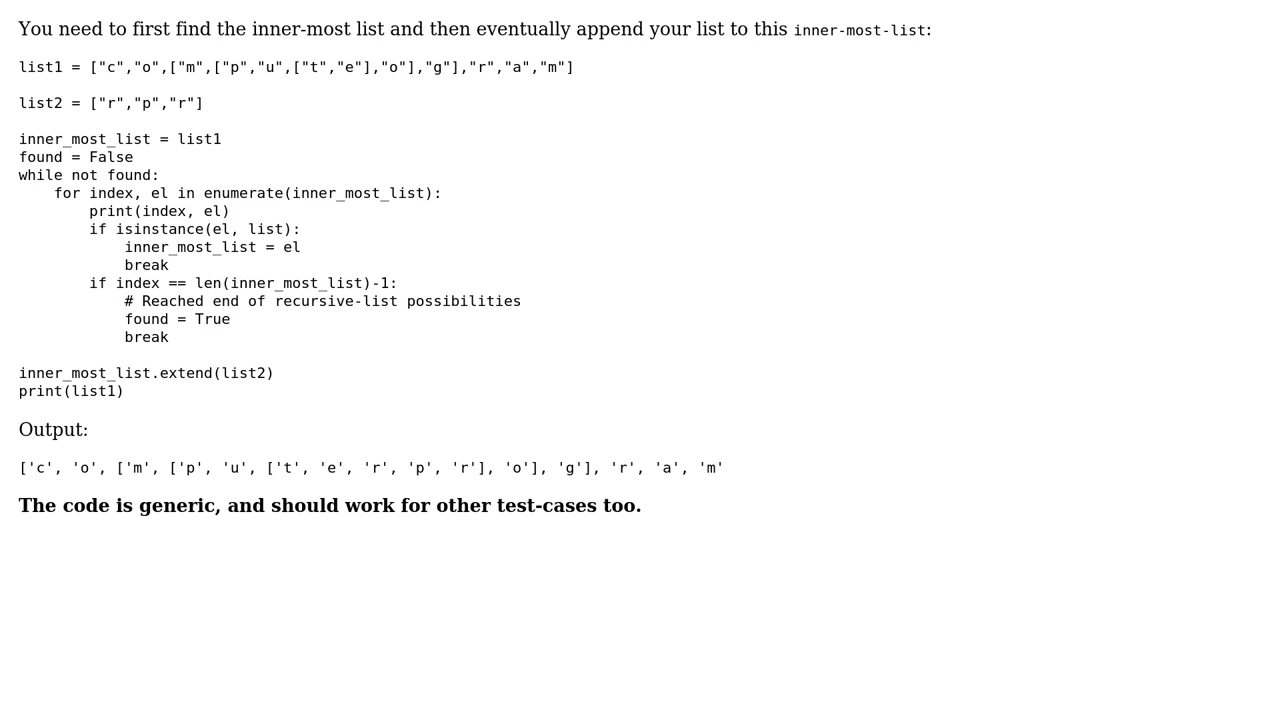 You need to first find the inner-most list and then eventually append your list to this inner-most-list:
list1 = ["c","o",["m",["p","u",["t","e"],"o"],"g"],"r","a","m"]
list2 = ["r","p","r"]
inner_most_list = list1
found = False
while not found:
    for index, el in enumerate(inner_most_list):
        print(index, el)
        if isinstance(el, list):
            inner_most_list = el
            break
        if index == len(inner_most_list)-1:
            # Reached end of recursive-list possibilities
            found = True
            break
inner_most_list.extend(list2)
print(list1)
Output:
['c', 'o', ['m', ['p', 'u', ['t', 'e', 'r', 'p', 'r'], 'o'], 'g'], 'r', 'a', 'm'
The code is generic, and should work for other test-cases too.